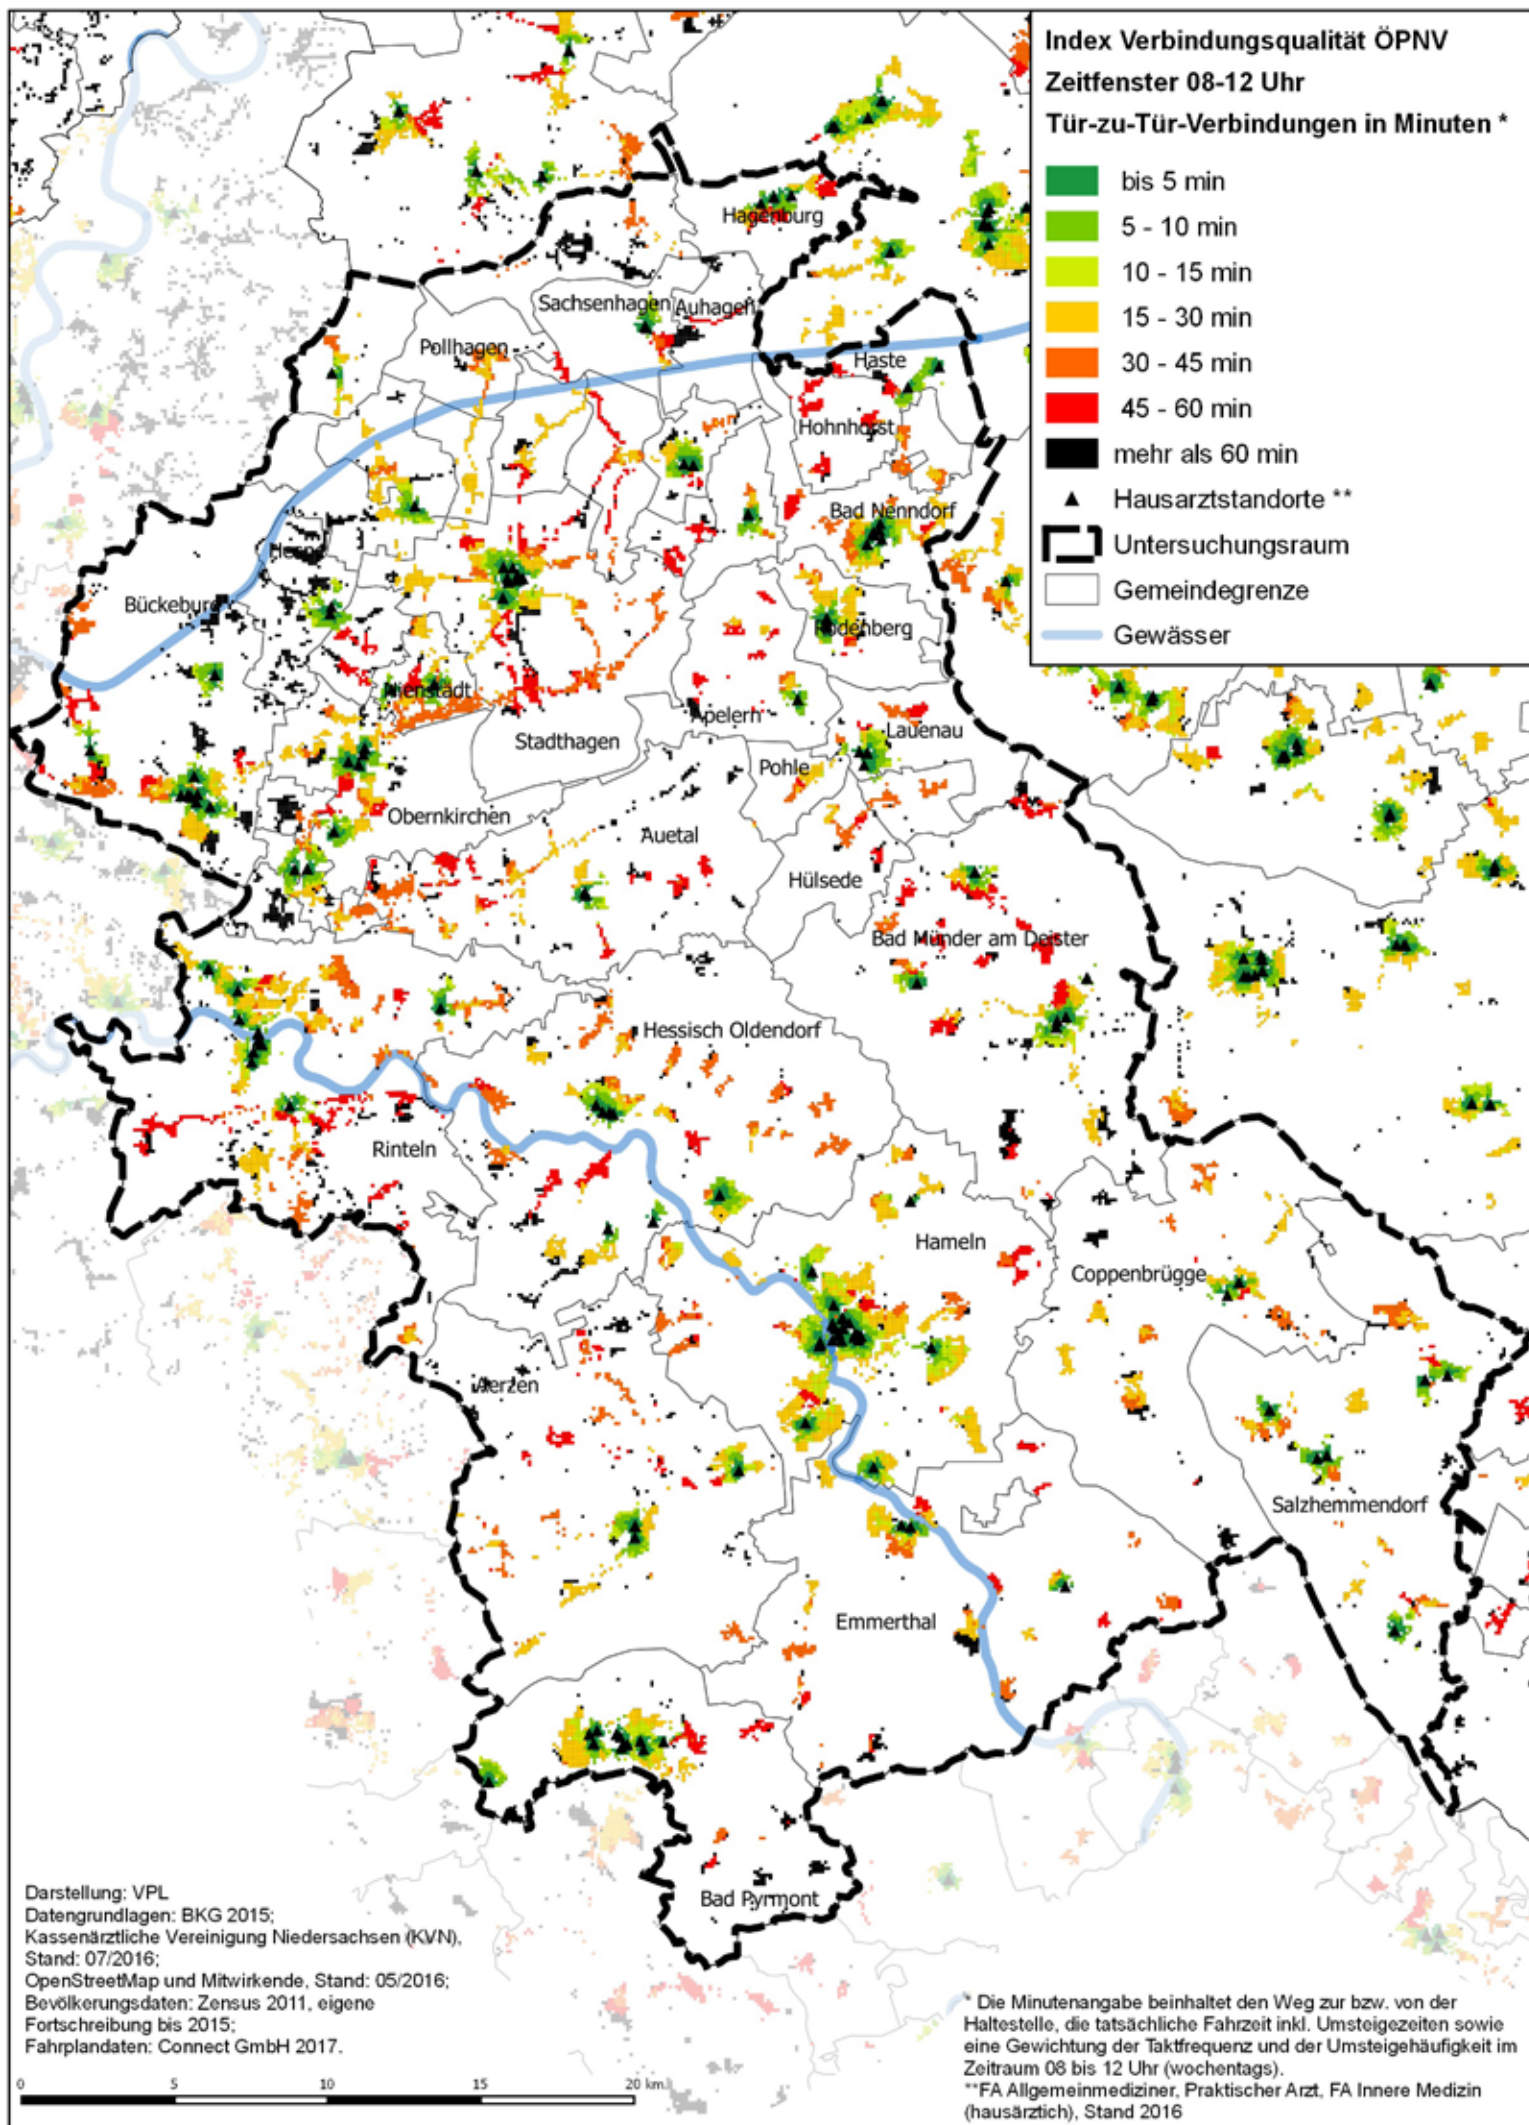 Index Verbindungsqualität ÖPNV
Zeitfenster 08-12 Uhr
Tür-zu-Tür-Verbindungen in Minuten *
bis 5 min
5 - 10 min
10 - 15 min
15 - 30 min
30 - 45 min
45 - 60 min
mehr als 60 min
Hausarztstandorte **
Untersuchungsraum
Gemeindegrenze
Gewässer
Hagenburg
Sachsenhagen
Auhagen
Pollhagen
Haste
Hohnhorst
Bad Nenndorf
Bückeburg
Rodenberg
Nienstädt
Apelern
Lauenau
Stadthagen
Pohle
Obernkirchen
Auetal
Hülsede
Bad Münder am Deister
Hessisch Oldendorf
Rinteln
Hameln
Coppenbrügge
Aerzen
Salzhemmendorf
Emmerthal
Bad Pyrmont
Darstellung: VPL
Datengrundlagen: BKG 2015;
Kassenärztliche Vereinigung Niedersachsen (KVN),
Stand: 07/2016;
OpenStreetMap und Mitwirkende, Stand: 05/2016;
Bevölkerungsdaten: Zensus 2011, eigene
Fortschreibung bis 2015;
Fahrplandaten: Connect GmbH 2017.
0 5 10 15 20 km
* Die Minutenangabe beinhaltet den Weg zur bzw. von der
Haltestelle, die tatsächliche Fahrzeit inkl. Umsteigezeiten sowie
eine Gewichtung der Taktfrequenz und der Umsteigehäufigkeit im
Zeitraum 08 bis 12 Uhr (wochentags).
**FA Allgemeinmediziner, Praktischer Arzt, FA Innere Medizin
(hausärztich), Stand 2016